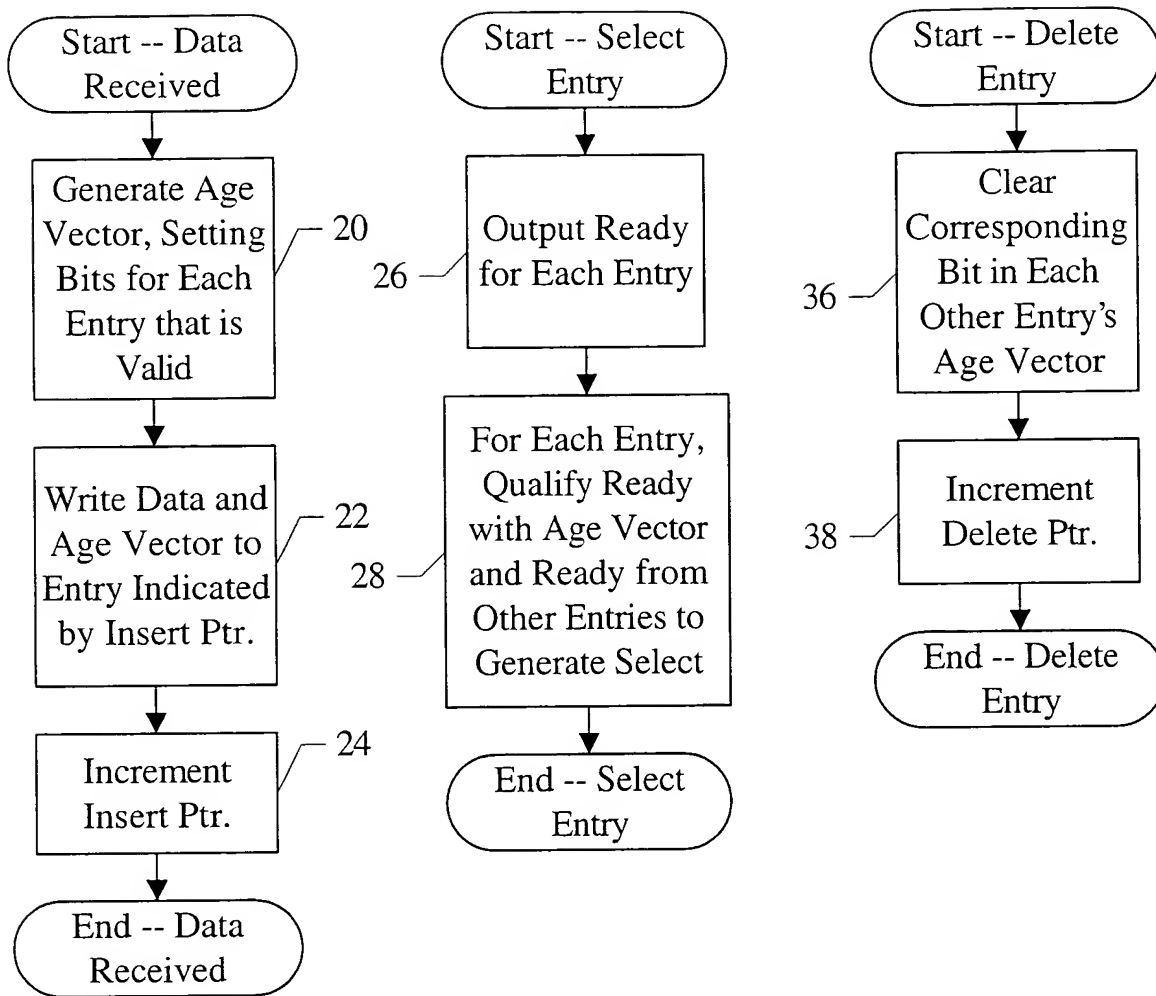 Start -- Data
Received
Generate Age
Vector, Setting
Bits for Each
Entry that is
Valid
20
Write Data and
Age Vector to
Entry Indicated
by Insert Ptr.
22
Increment
Insert Ptr.
24
End -- Data
Received
Start -- Select
Entry
Output Ready
for Each Entry
26
For Each Entry,
Qualify Ready
with Age Vector
and Ready from
Other Entries to
Generate Select
28
End -- Select
Entry
Start -- Delete
Entry
Clear
Corresponding
Bit in Each
Other Entry's
Age Vector
36
Increment
Delete Ptr.
38
End -- Delete
Entry